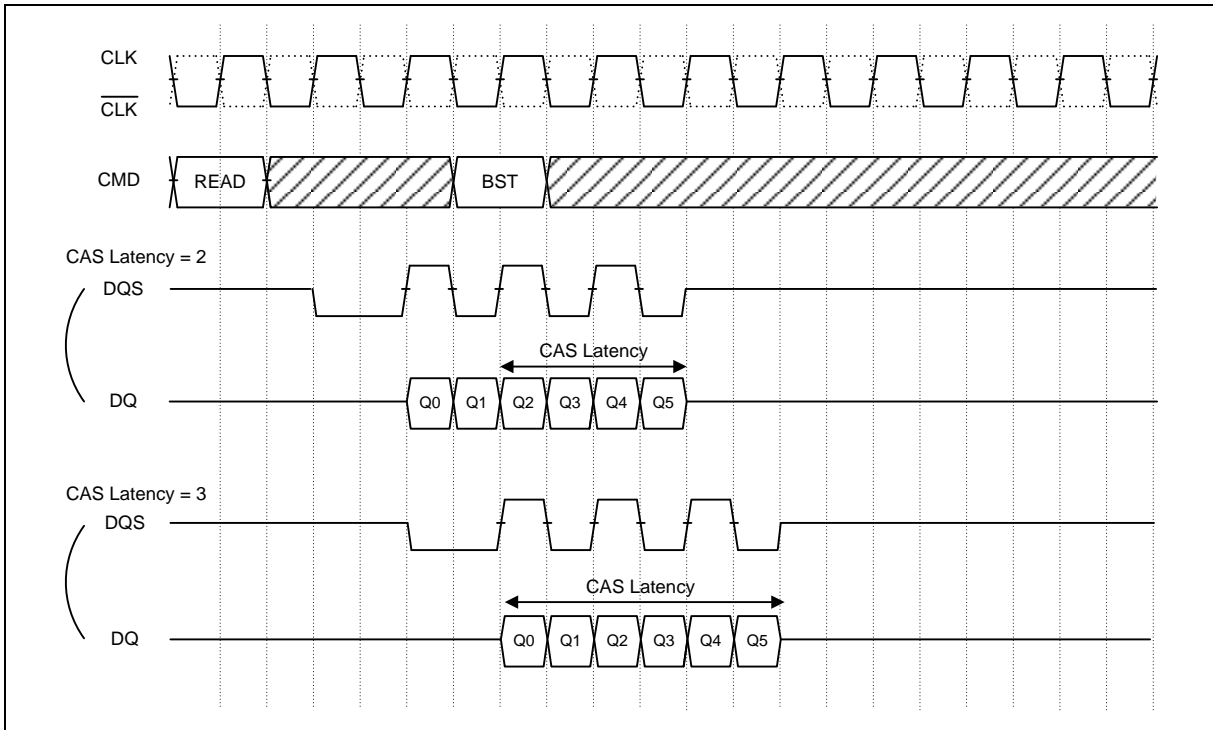 CLK
CLK
CMD READ BST
CAS Latency = 2
DQS
CAS Latency
DQ Q0 Q1 Q2 Q3 Q4 Q5
CAS Latency = 3
DQS
CAS Latency
DQ Q0 Q1 Q2 Q3 Q4 Q5